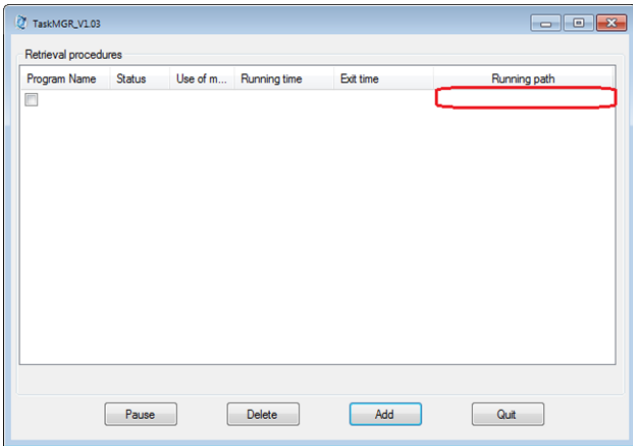 TaskMGR_V1.03
Retrieval procedures
Program Name Status Use of m... Running time Exit time Running path
Pause Delete Add Quit